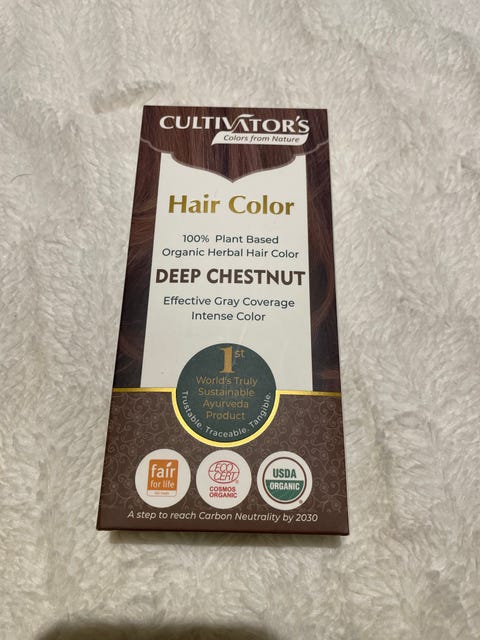 CULTIVATOR'S
Colors from Nature
Hair Color
100% Plant Based
Organic Herbal Hair Color
DEEP CHESTNUT
Effective Gray Coverage
Intense Color
1st
World's Truly
Sustainable
Ayurveda
Product
Trustable. Traceable. Tangible.
fair
for life
ECO
CERT
COSMOS
ORGANIC
USDA
ORGANIC
A step to reach Carbon Neutrality by 2030